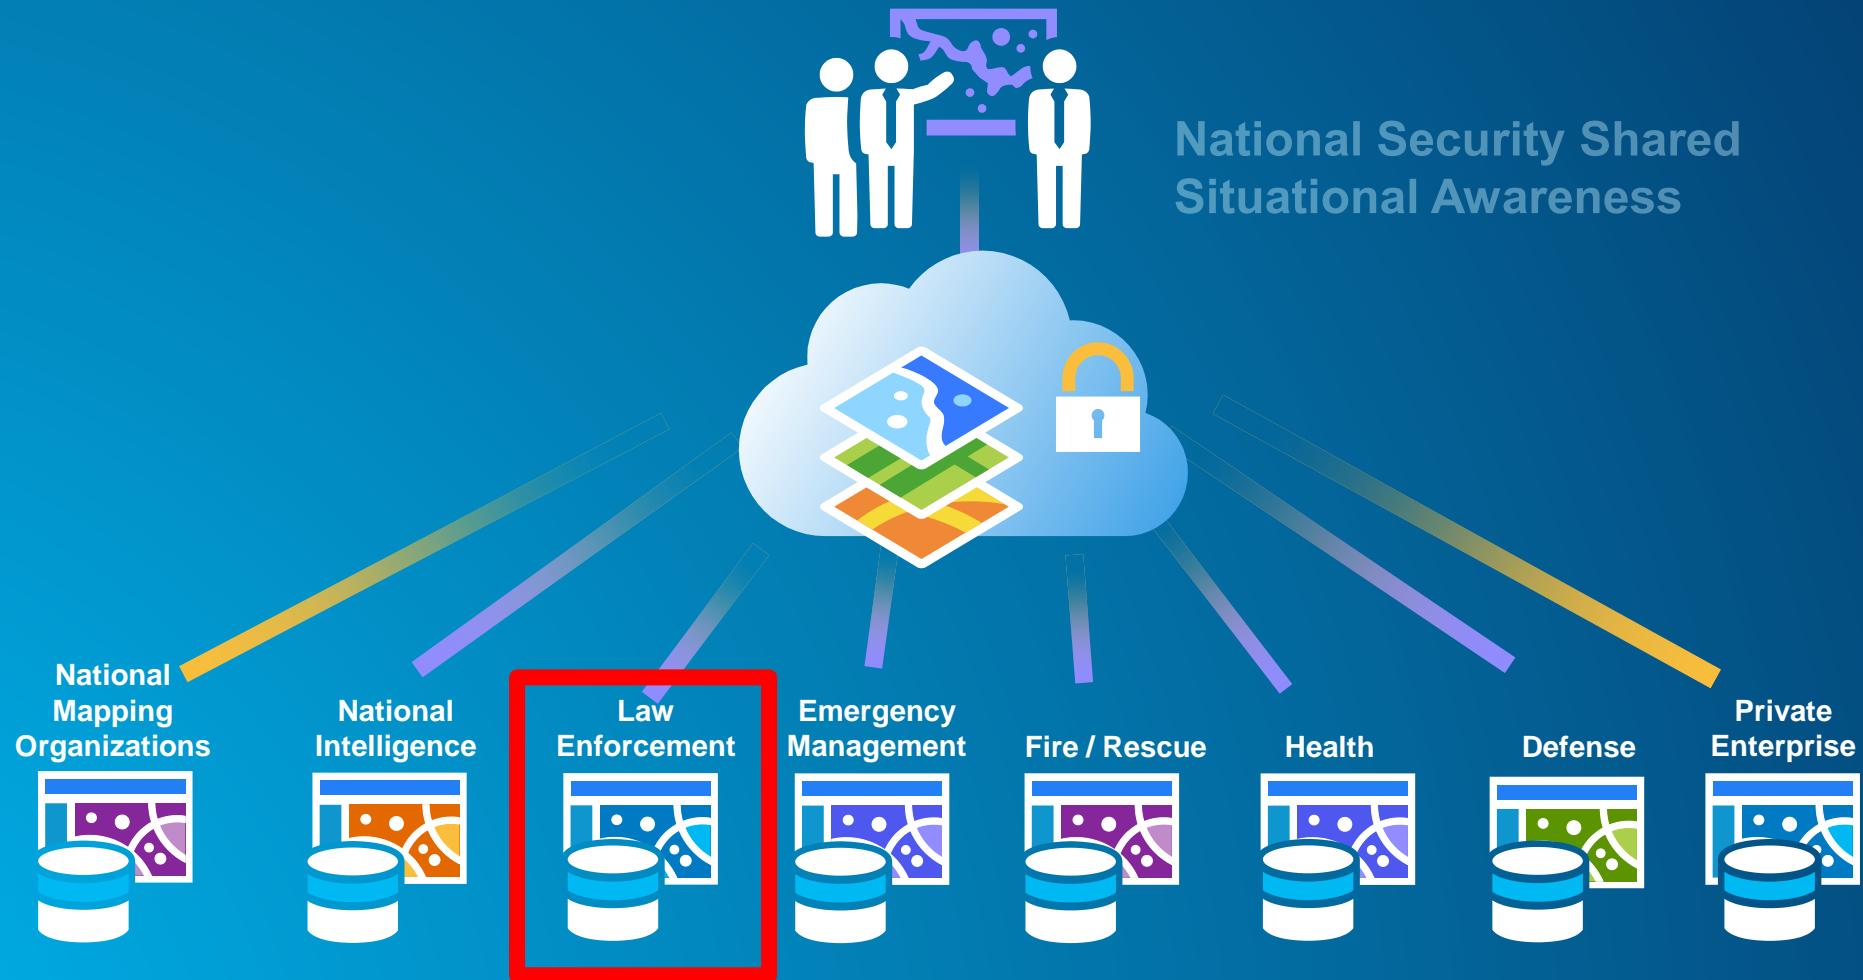 National Security Shared
Situational Awareness
National
Mapping
Organizations
National
Intelligence
Law
Enforcement
Emergency
Management
Fire / Rescue
Health
Defense
Private
Enterprise